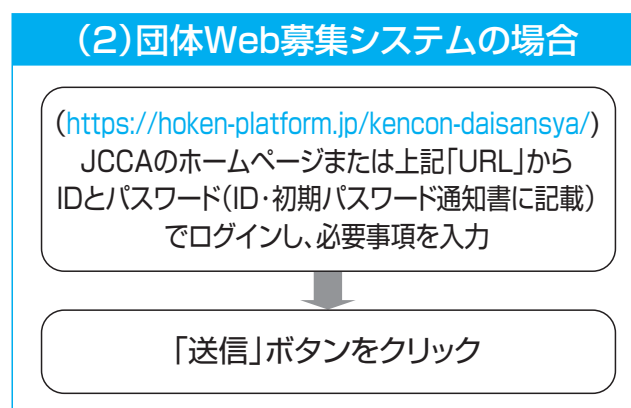 (2)団体Web募集システムの場合
(https://hoken-platform.jp/kencon-daisansya/)
JCCAのホームページまたは上記｢URL｣から
IDとパスワード(ID･初期パスワード通知書に記載)
でログインし､必要事項を入力
｢送信｣ボタンをクリック